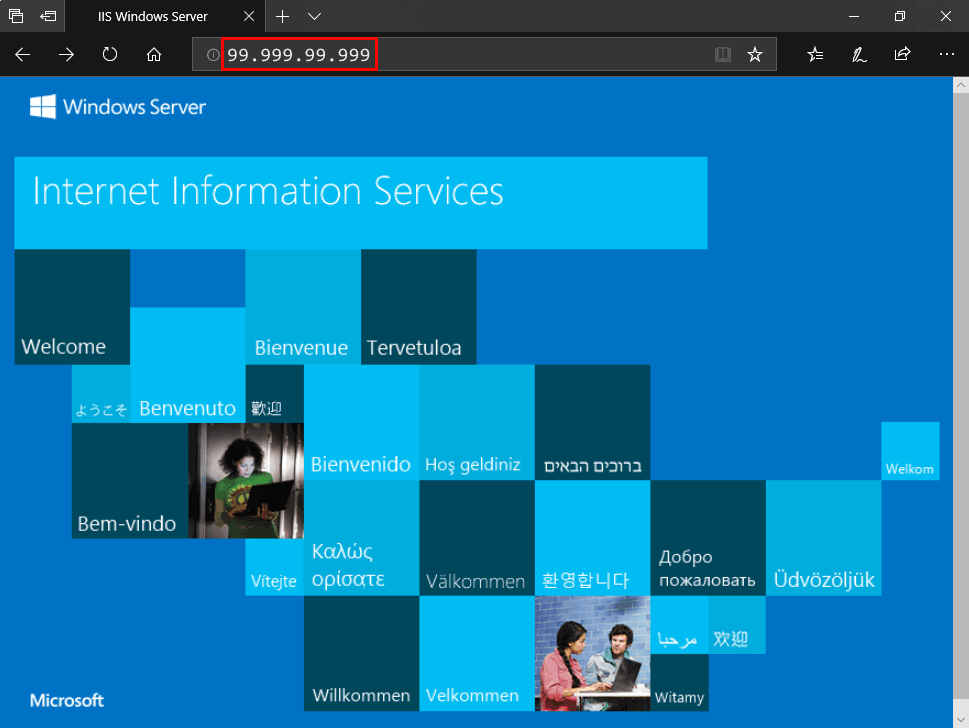 IIS Windows Server
99.999.99.999
Windows Server
Internet Information Services
Welcome
Bienvenue
Tervetuloa
ようこそ
Benvenuto
歡迎
Bienvenido
Hoş geldiniz
ברוכים הבאים
Welkom
Bem-vindo
Vítejte
Καλώς
ορίσατε
Välkommen
환영합니다
Добро
пожаловать
Üdvözöljük
Willkommen
Velkommen
مرحبا
欢迎
Witamy
Microsoft